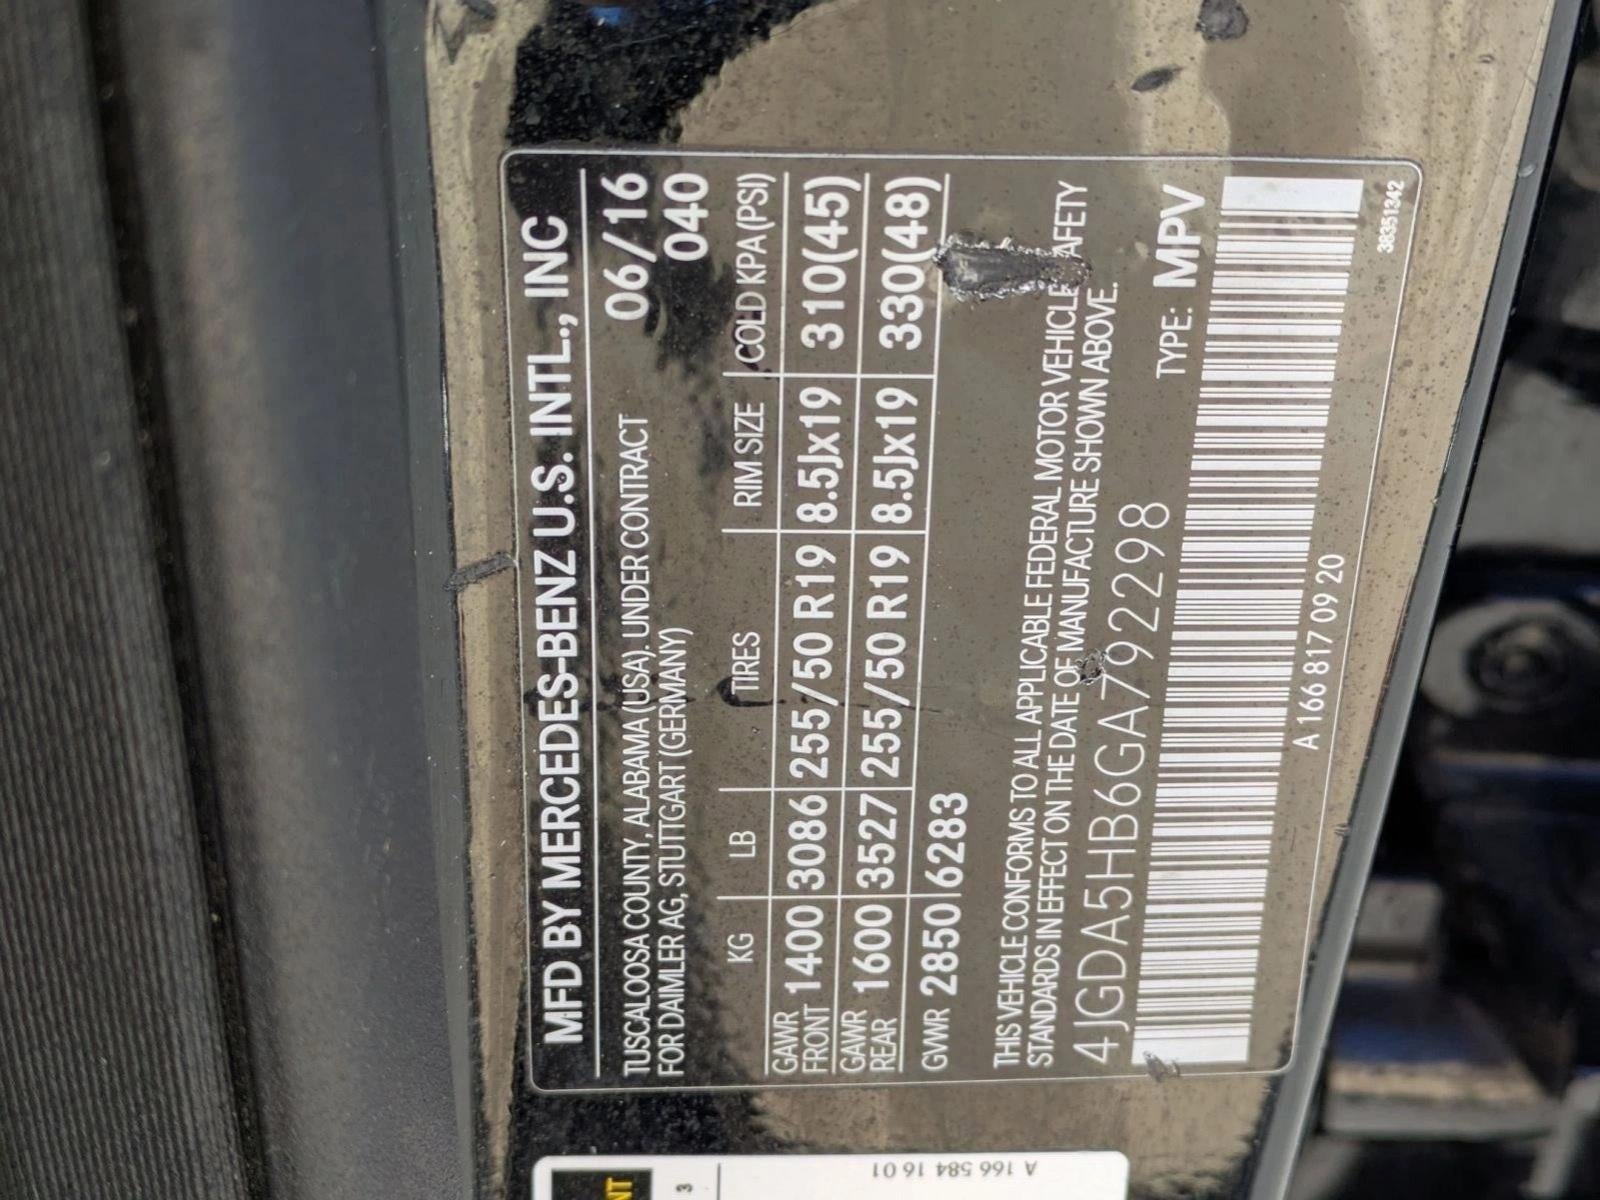 MFD BY MERCEDES-BENZ U.S. INTL., INC
TUSCALOOSA COUNTY, ALABAMA (USA). UNDER CONTRACT 06/16
FOR DAIMLER AG, STUTTGART (GERMANY) 040
KG LB TIRES RIM SIZE COLD KPA (PSI)
GAWR FRONT 1400 3086 255/50 R19 8.5Jx19 310(45)
GAWR REAR 1600 3527 255/50 R19 8.5Jx19 330(48)
GVWR 2850 6283
THIS VEHICLE CONFORMS TO ALL APPLICABLE FEDERAL MOTOR VEHICLE AFETY
STANDARDS IN EFFECT ON THE DATE OF MANUFACTURE SHOWN ABOVE.
4JGDA5HB6GA792298 TYPE: MPV
A 166 817 09 20
38351342
NT
3
A 166 584 16 01